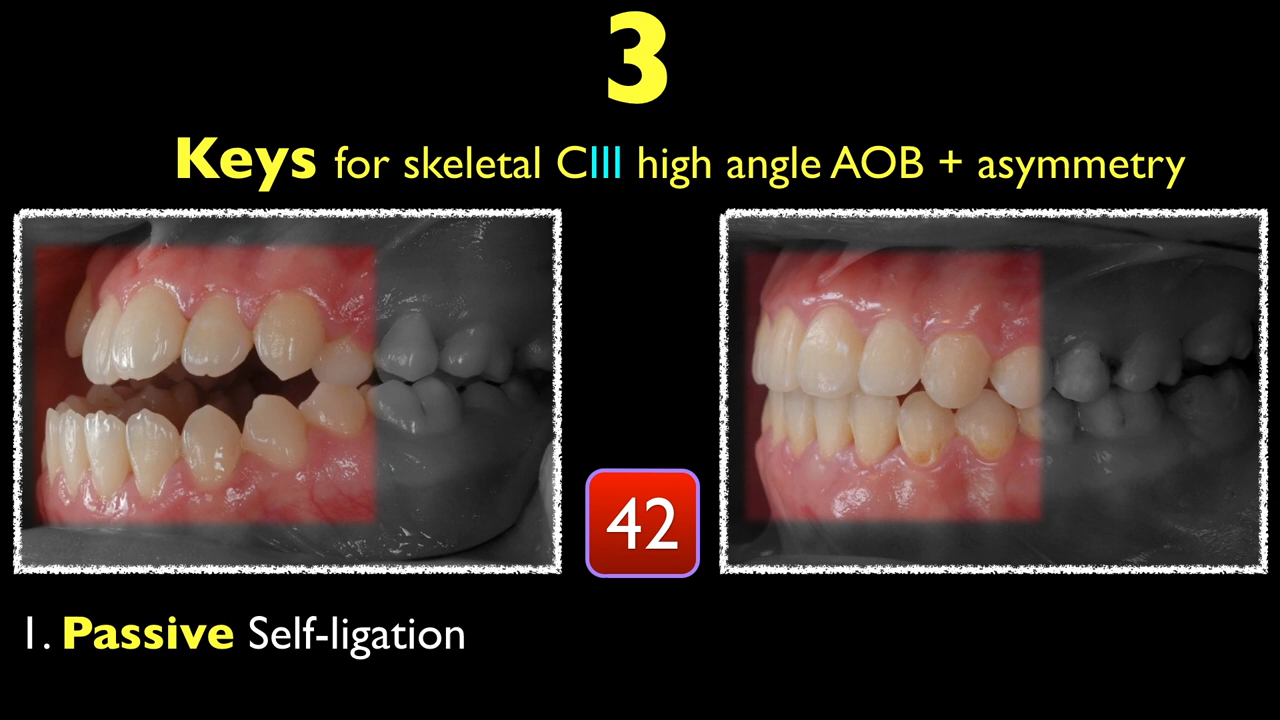 3
Keys for skeletal CIII high angle AOB + asymmetry
42
1. Passive Self-ligation